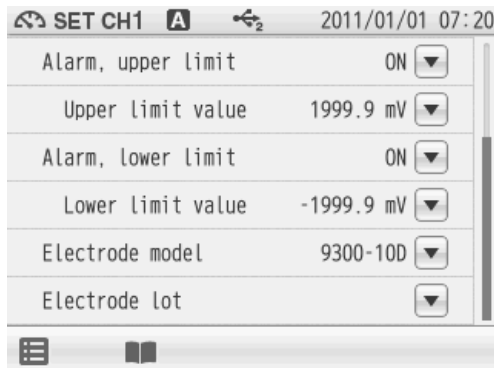 SET CH1 A 2 2011/01/01 07:20
Alarm, upper limit ON
Upper limit value 1999.9 mV
Alarm, lower limit ON
Lower limit value -1999.9 mV
Electrode model 9300-10D
Electrode lot